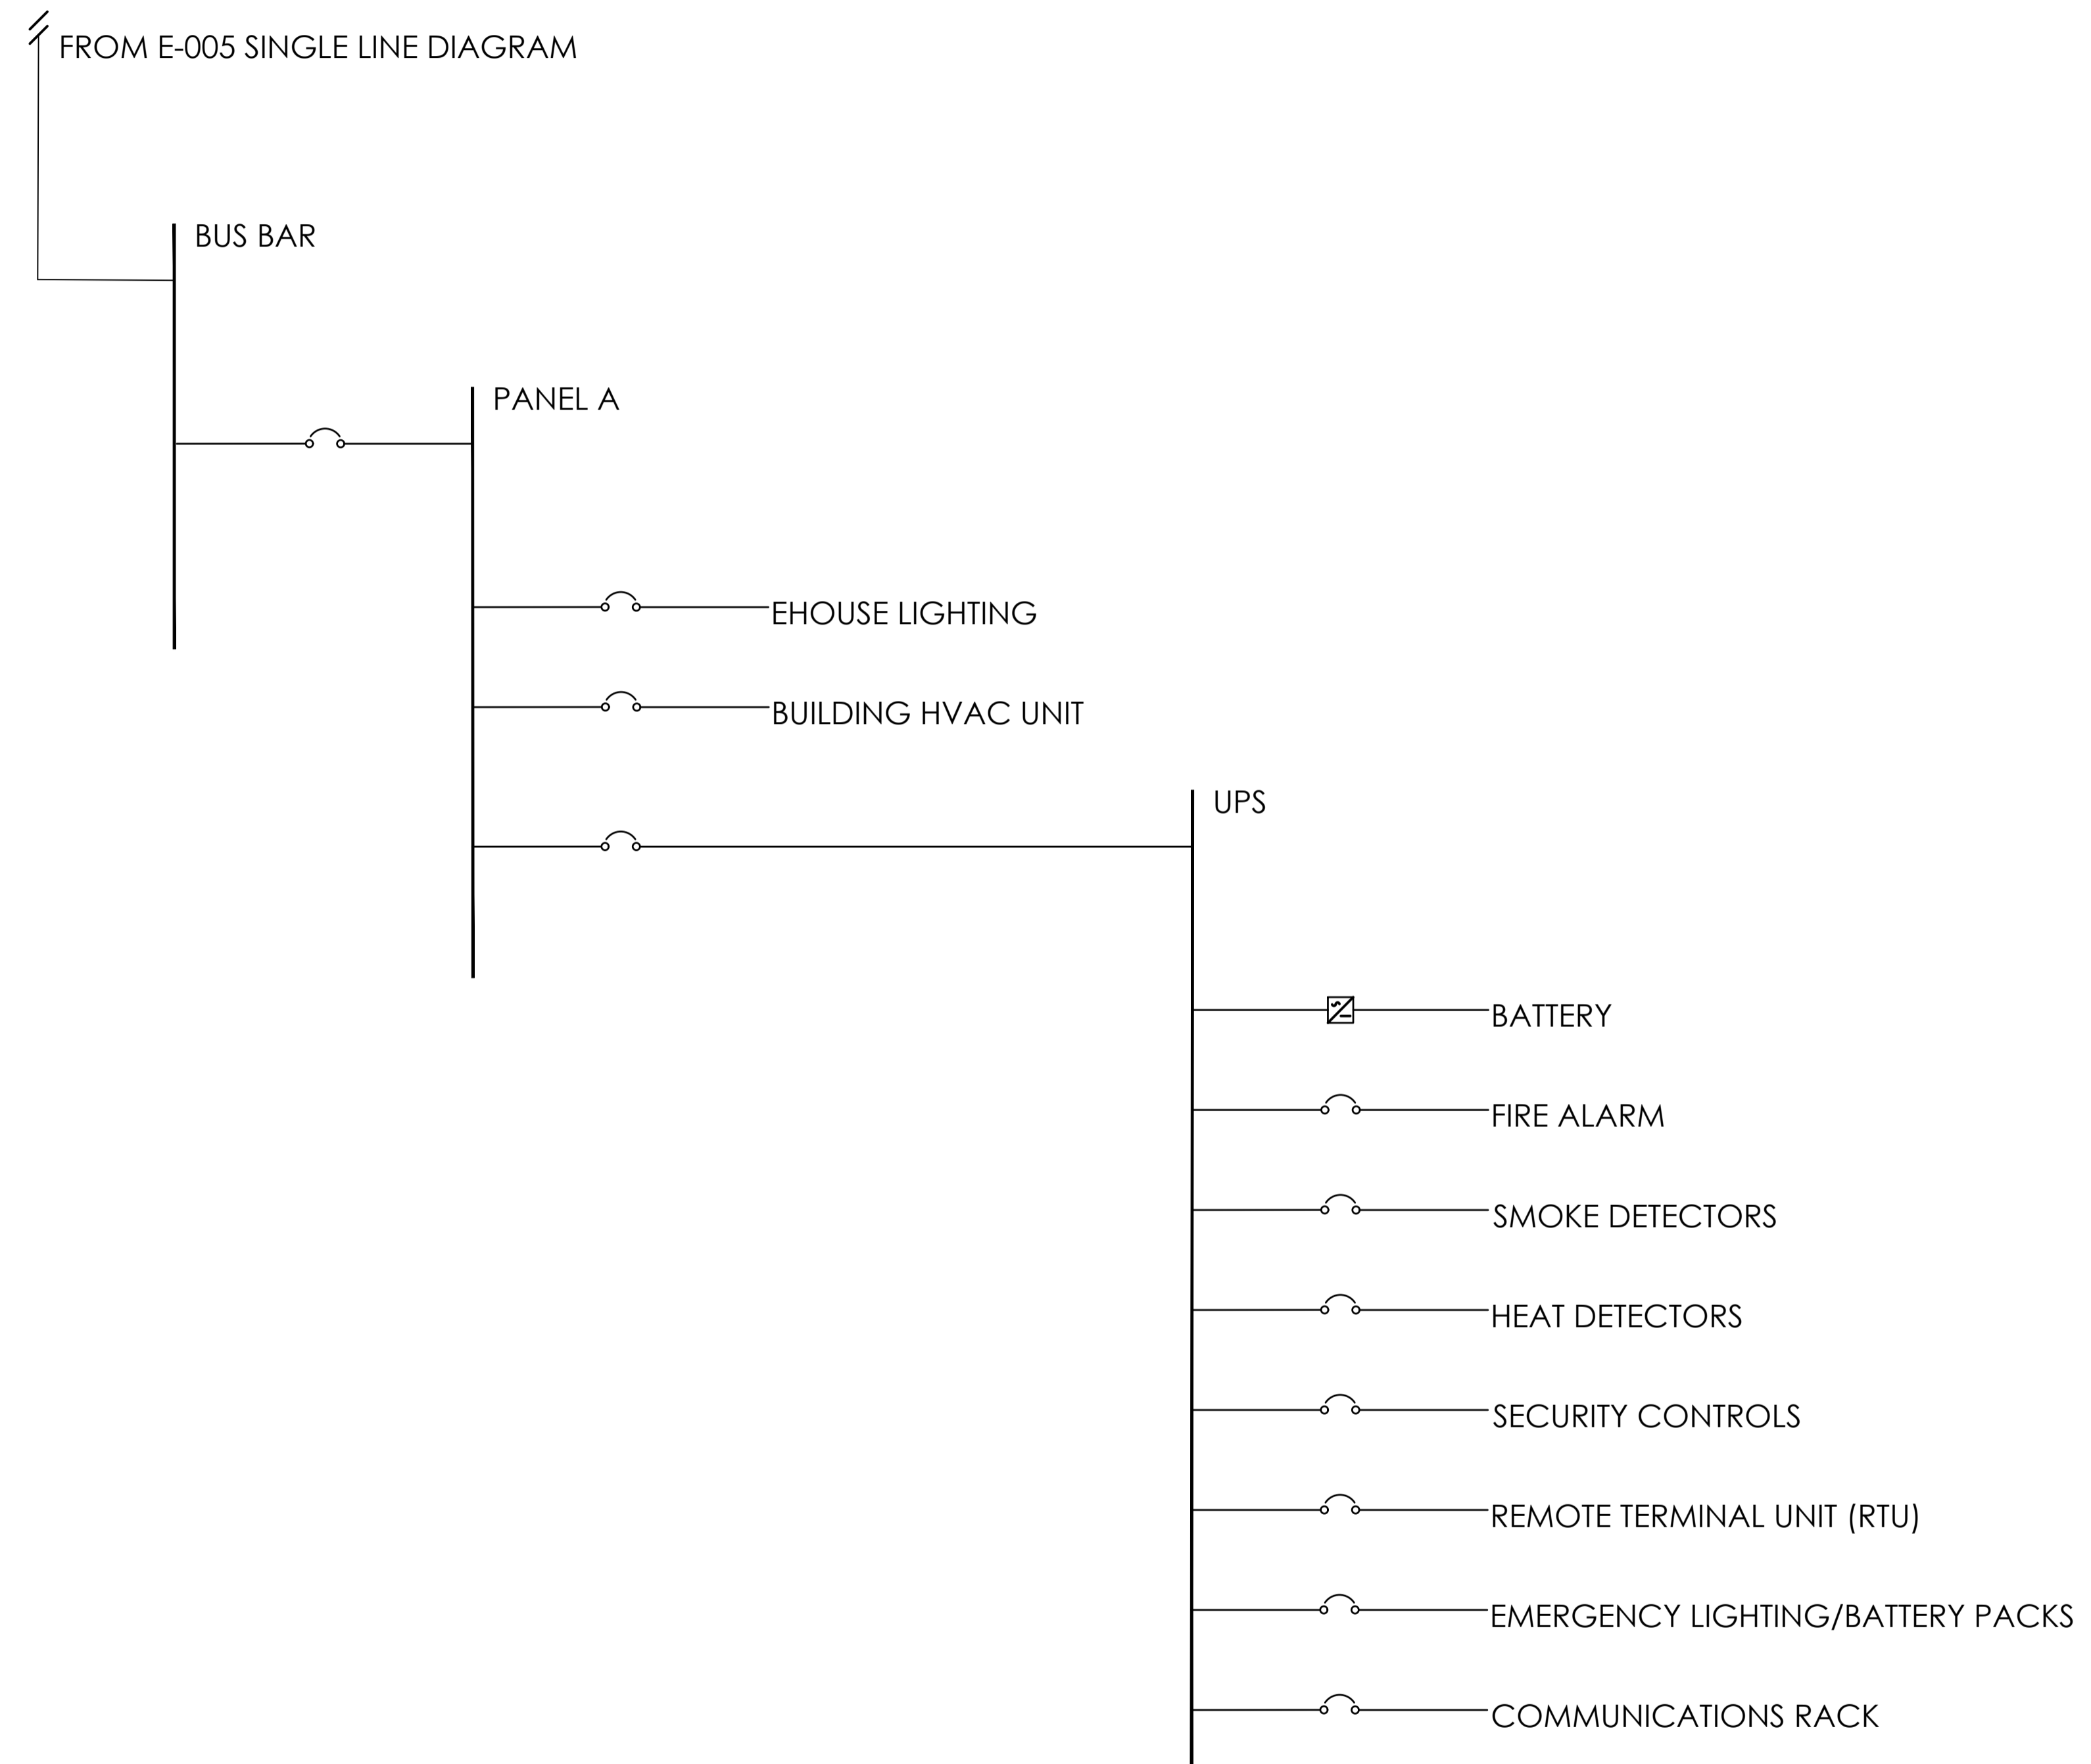 FROM E-005 SINGLE LINE DIAGRAM
BUS BAR
PANEL A
EHOUSE LIGHTING
BUILDING HVAC UNIT
UPS
BATTERY
FIRE ALARM
SMOKE DETECTORS
HEAT DETECTORS
SECURITY CONTROLS
REMOTE TERMINAL UNIT (RTU)
EMERGENCY LIGHTING/BATTERY PACKS
COMMUNICATIONS RACK